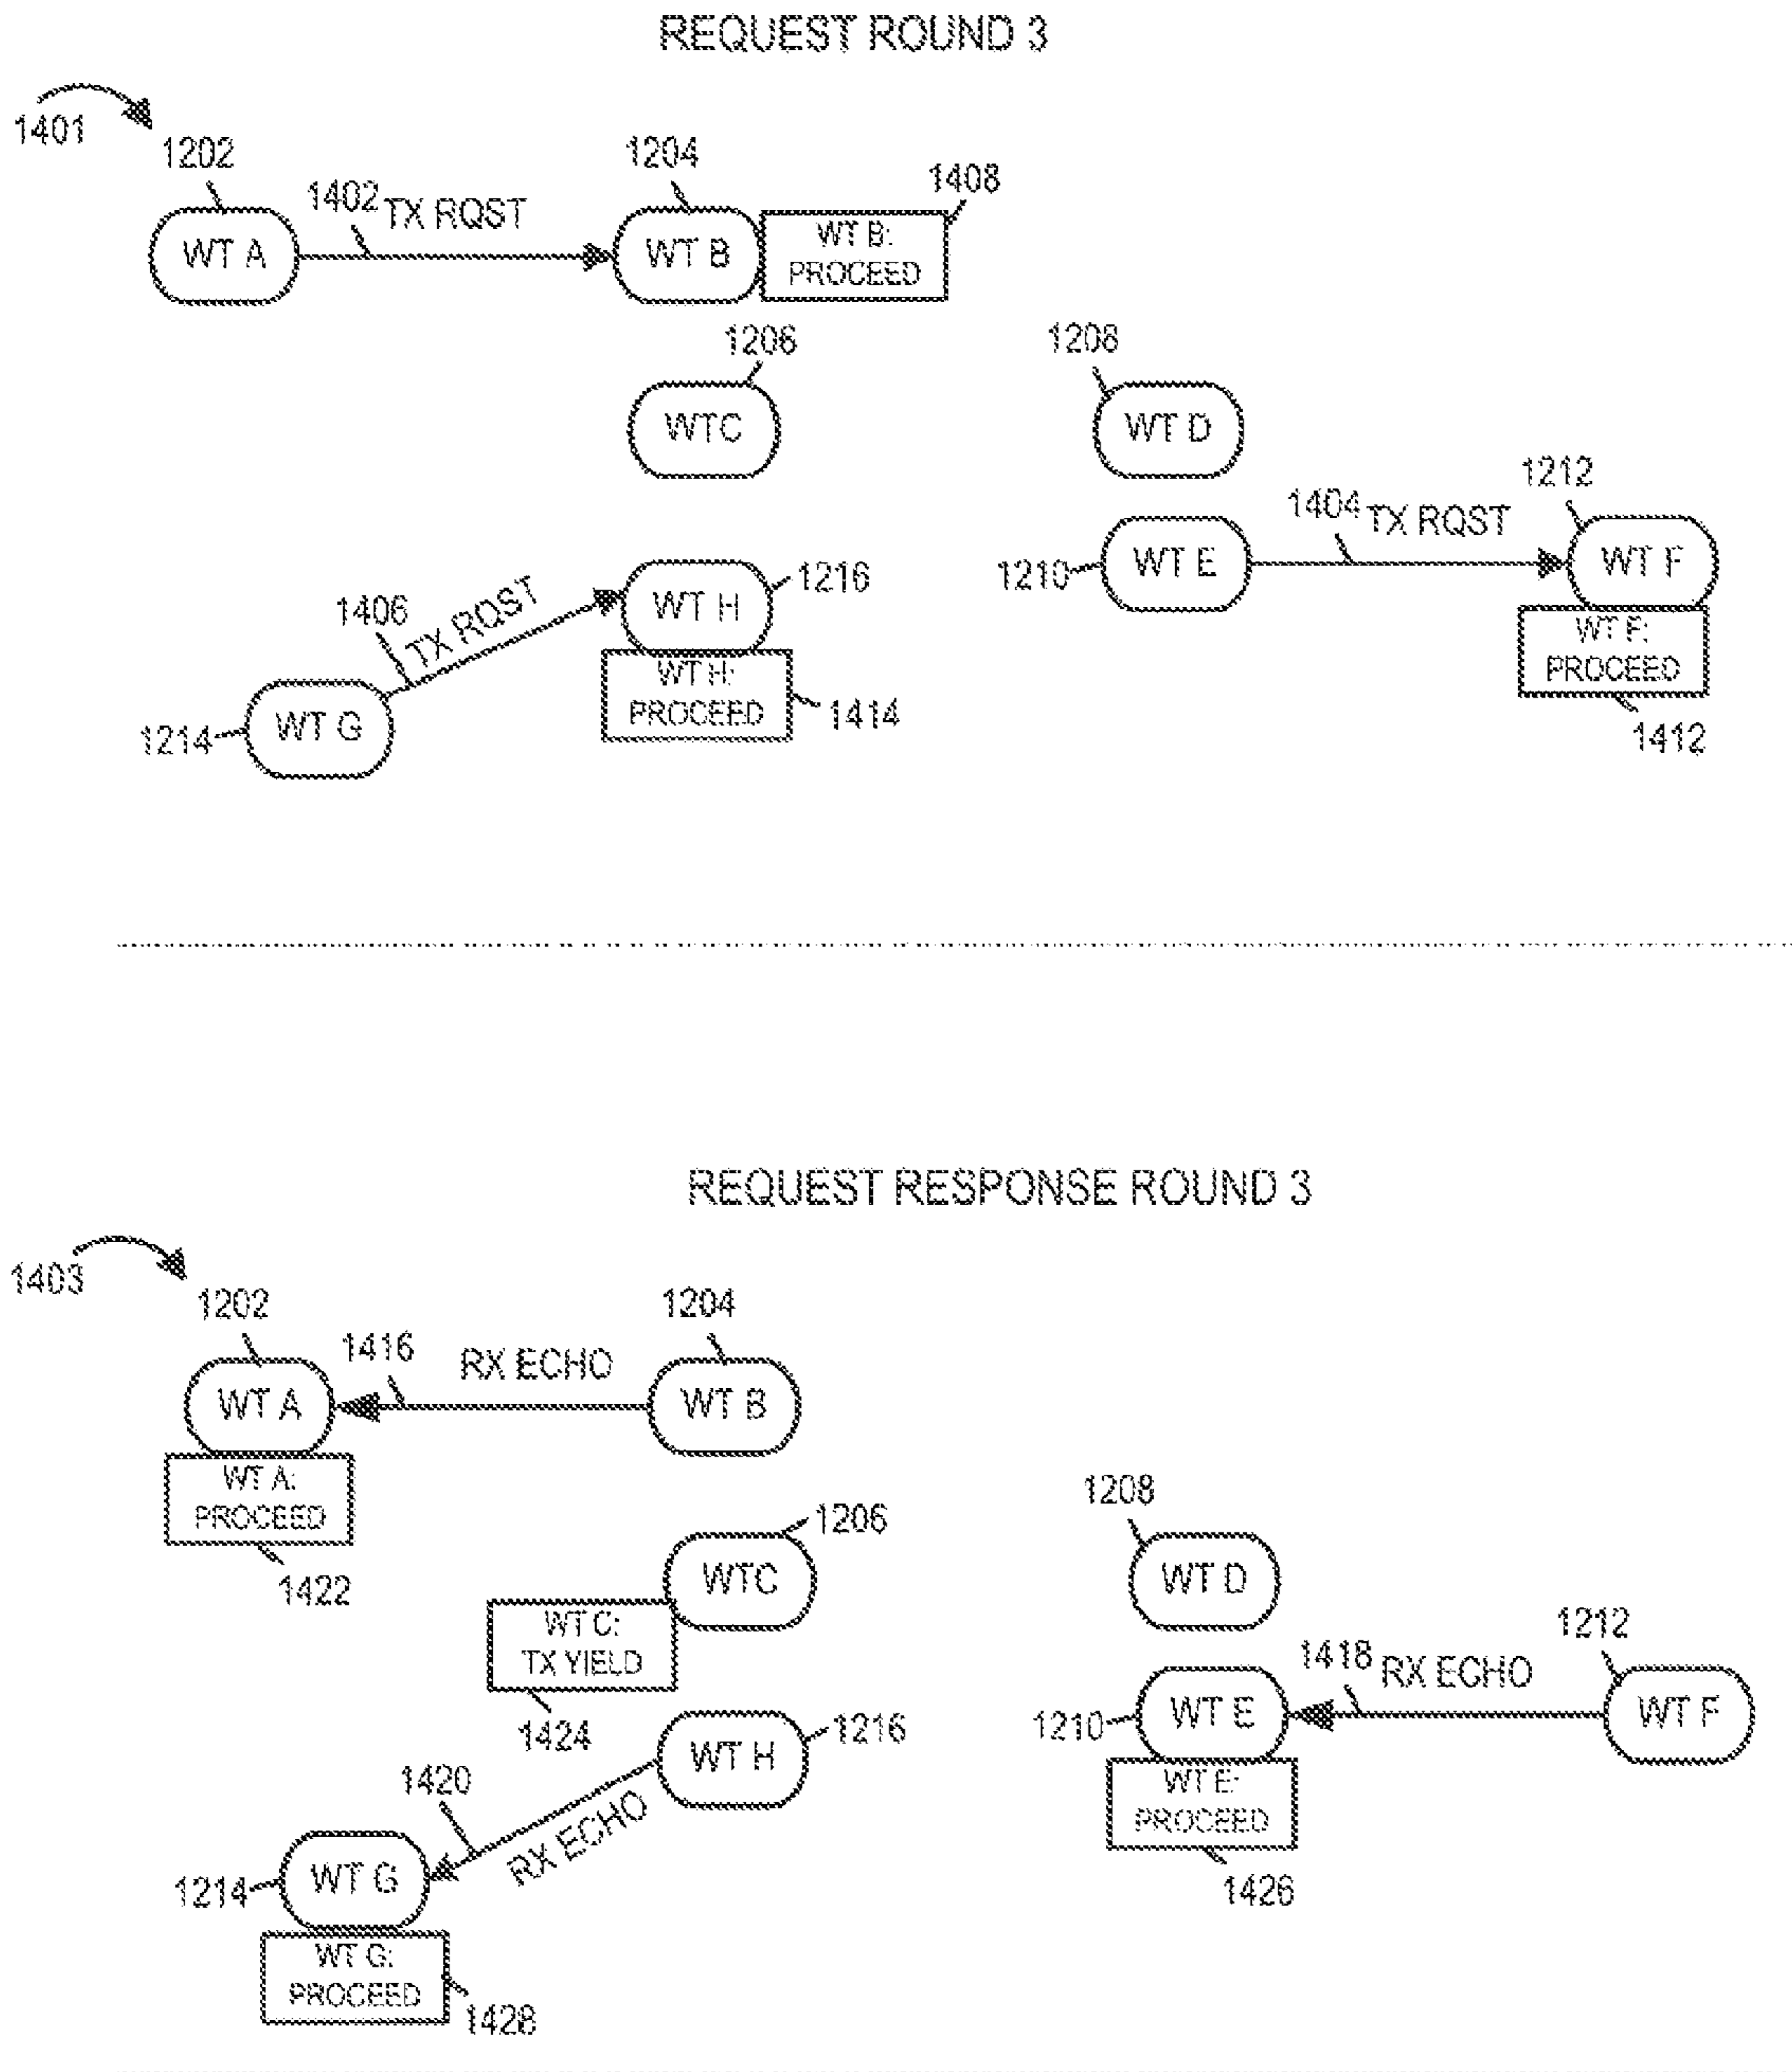 REQUEST ROUND 3
1401
1202
1204
1402 TX RQST
1408
WT A
WT B
WT B:
PROCEED
1206
1208
WTC
WT D
1212
1404 TX RQST
1406
TX RQST
WT H
1216
1210
WT E
WT F
WT H:
PROCEED
1414
WT F:
PROCEED
1412
1214
WT G
REQUEST RESPONSE ROUND 3
1403
1202
1204
1416
RX ECHO
WT A
WT B
WT A:
PROCEED
1422
1206
1208
WTC
WT D
WT C:
TX YIELD
1424
1212
1418 RX ECHO
WT H
1216
1210
WT E
WT F
1420
RX ECHO
WT E:
PROCEED
1426
1214
WT G
WT G:
PROCEED
1428